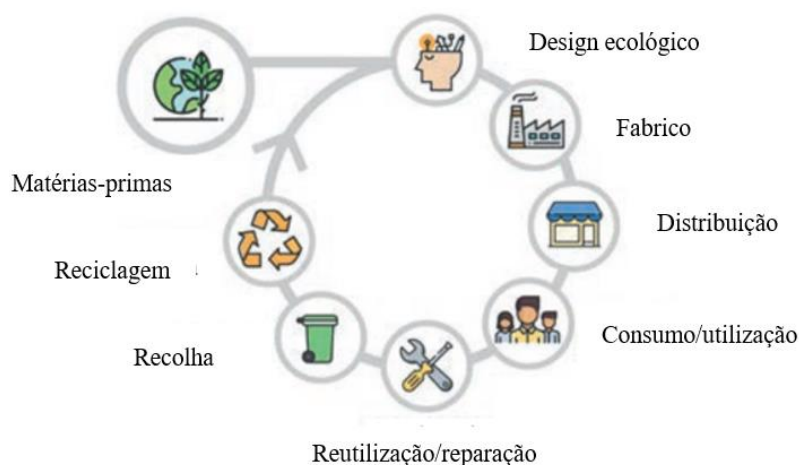 Design ecológico
Fabrico
Matérias-primas
Distribuição
Reciclagem
Consumo/utilização
Recolha
Reutilização/reparação